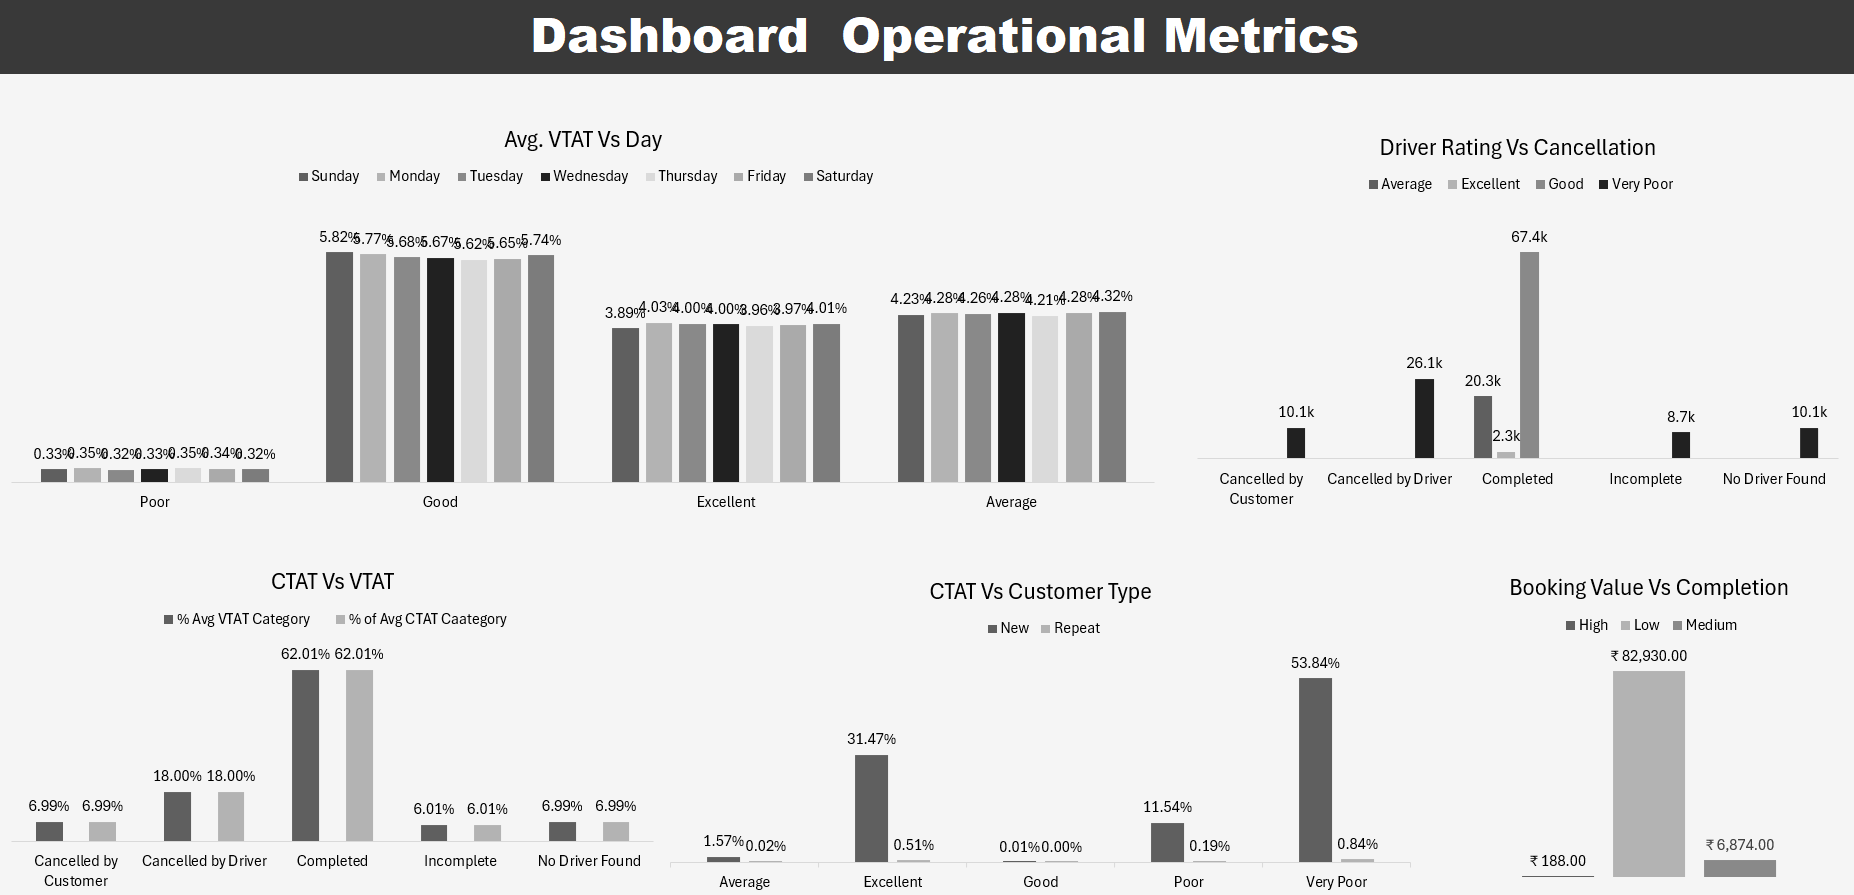 Dashboard Operational Metrics
Avg. VTAT Vs Day
Sunday Monday Tuesday Wednesday Thursday Friday Saturday
5.82% 5.77% 5.68% 5.67% 5.62% 5.65% 5.74%
3.89% 4.03% 4.00% 4.00% 3.96% 3.97% 4.01%
4.23% 4.28% 4.26% 4.28% 4.21% 4.28% 4.32%
0.33% 0.35% 0.32% 0.33% 0.35% 0.34% 0.32%
Poor Good Excellent Average
Driver Rating Vs Cancellation
Average Excellent Good Very Poor
67.4k
26.1k
20.3k
10.1k
2.3k
8.7k
10.1k
Cancelled by
Customer
Cancelled by Driver
Completed
Incomplete
No Driver Found
CTAT Vs VTAT
% Avg VTAT Category % of Avg CTAT Caategory
62.01% 62.01%
18.00% 18.00%
6.99% 6.99%
6.01% 6.01%
6.99% 6.99%
Cancelled by
Customer
Cancelled by Driver
Completed
Incomplete
No Driver Found
CTAT Vs Customer Type
New Repeat
53.84%
31.47%
11.54%
1.57% 0.02%
0.51%
0.01% 0.00%
0.19%
0.84%
Average Excellent Good Poor Very Poor
Booking Value Vs Completion
High Low Medium
₹ 82,930.00
₹ 6,874.00
₹ 188.00